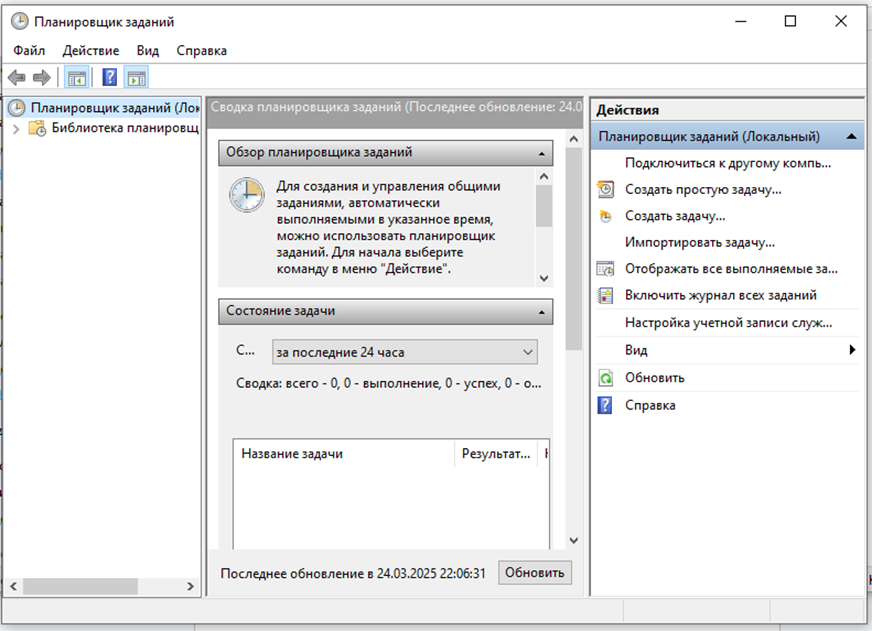 Планировщик заданий
Файл Действие Вид Справка
Планировщик заданий (Лок
Библиотека планировщ
Сводка планировщика заданий (Последнее обновление: 24.0
Обзор планировщика заданий
Для создания и управления общими
заданиями, автоматически
выполняемыми в указанное время,
можно использовать планировщик
заданий. Для начала выберите
команду в меню "Действие".
Состояние задачи
С... за последние 24 часа
Сводка: всего - 0, 0 - выполнение, 0 - успех, 0 - о...
Название задачи Результат...
Последнее обновление в 24.03.2025 22:06:31 Обновить
Действия
Планировщик заданий (Локальный)
Подключиться к другому компь...
Создать простую задачу...
Создать задачу...
Импортировать задачу...
Отображать все выполняемые за...
Включить журнал всех заданий
Настройка учетной записи служ...
Вид
Обновить
Справка